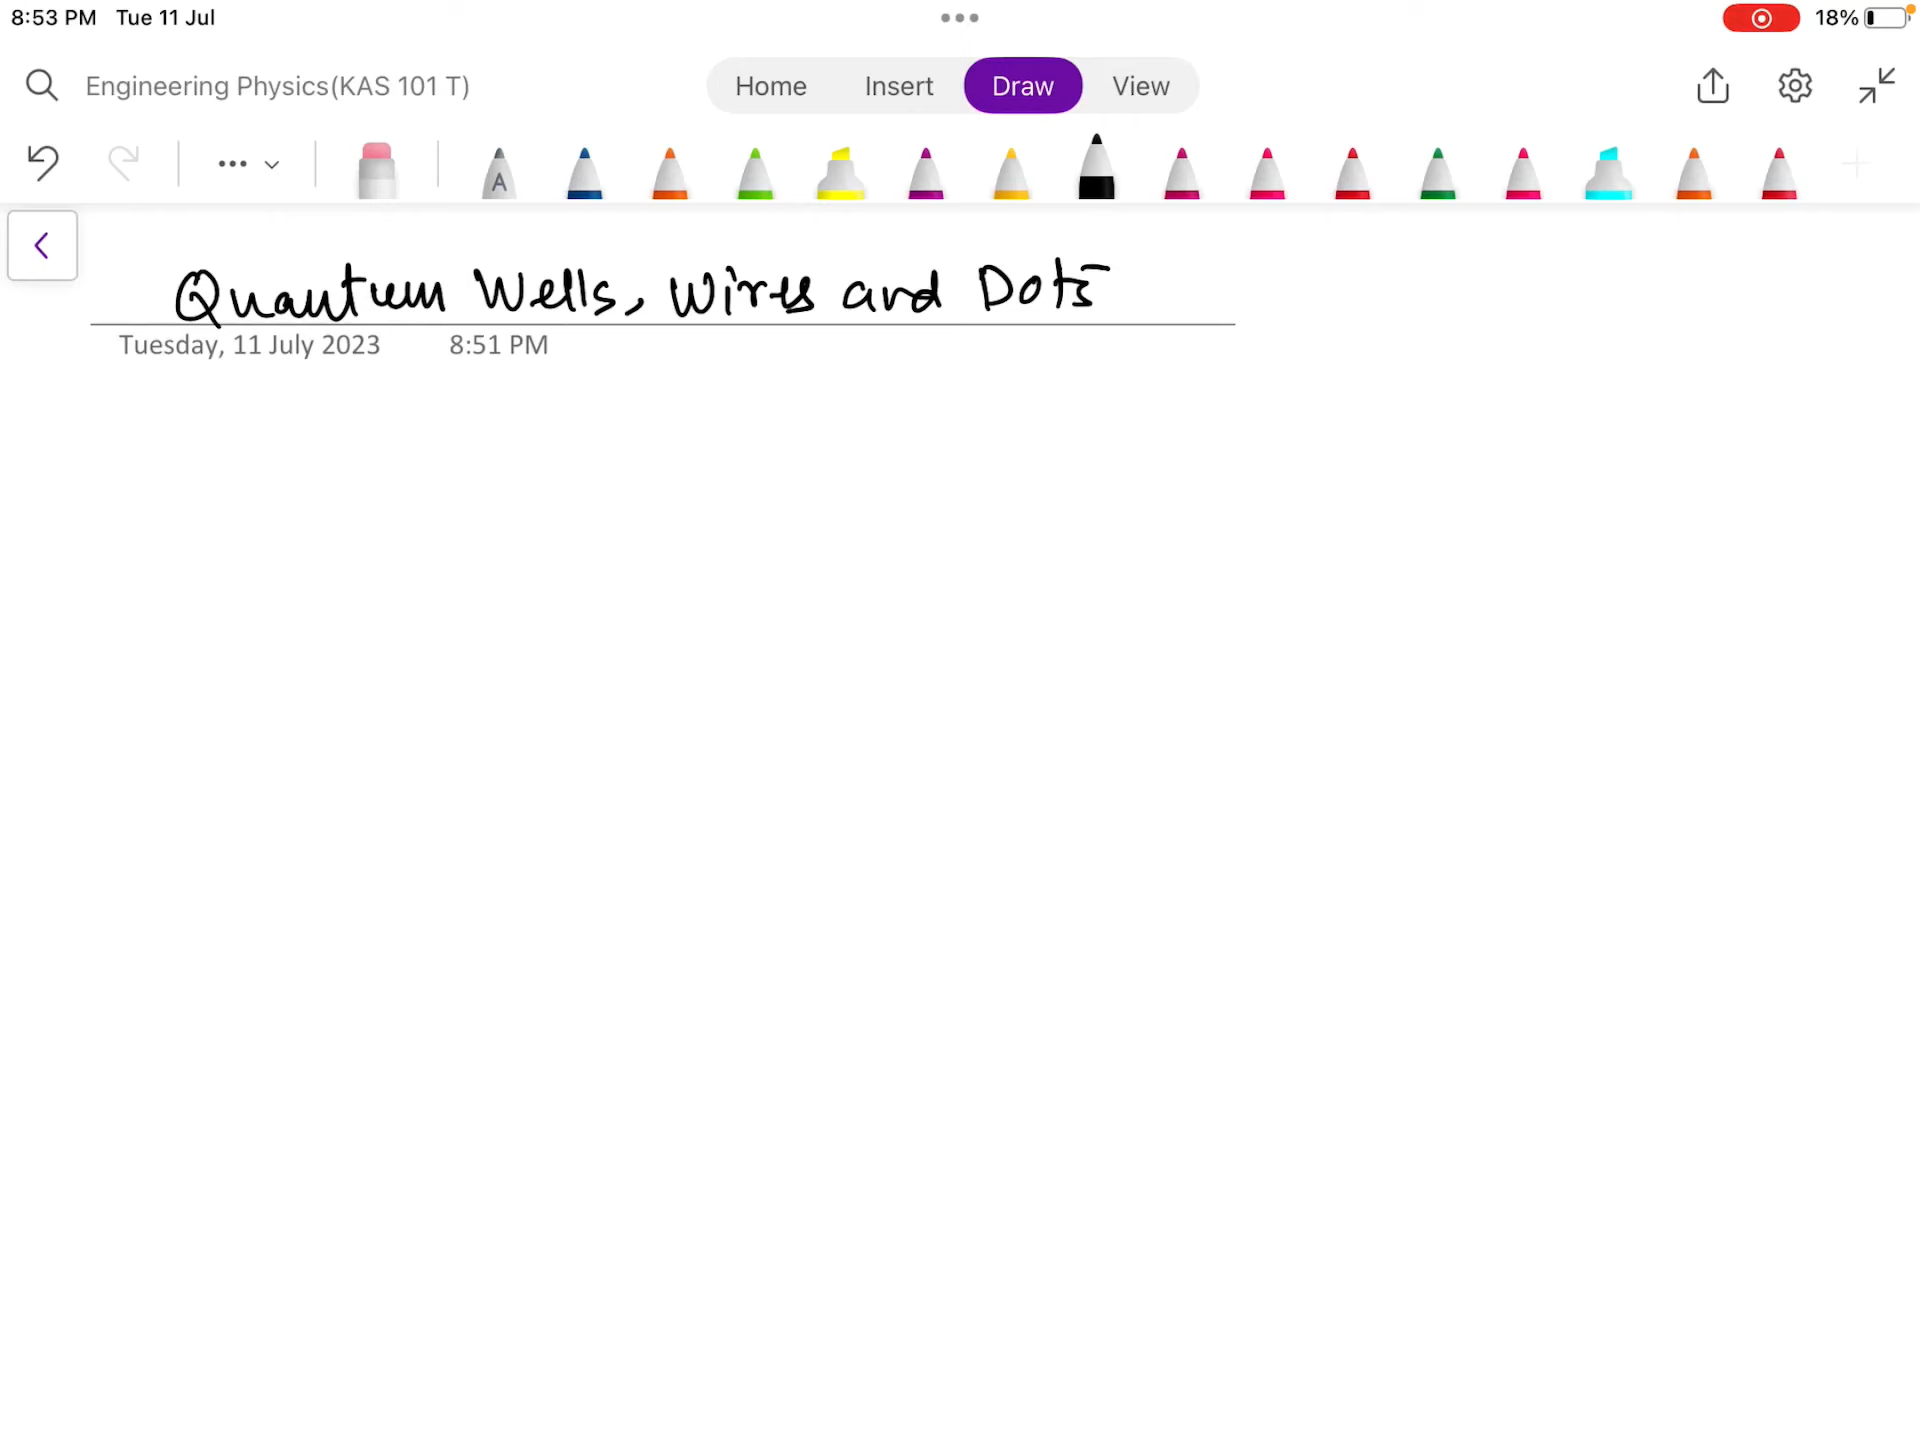 8:53 PM Tue 11 Jul 18%
Engineering Physics(KAS 101 T) Home Insert Draw View
A
Quantum Wells, Wires and Dots
Tuesday, 11 July 2023 8:51 PM